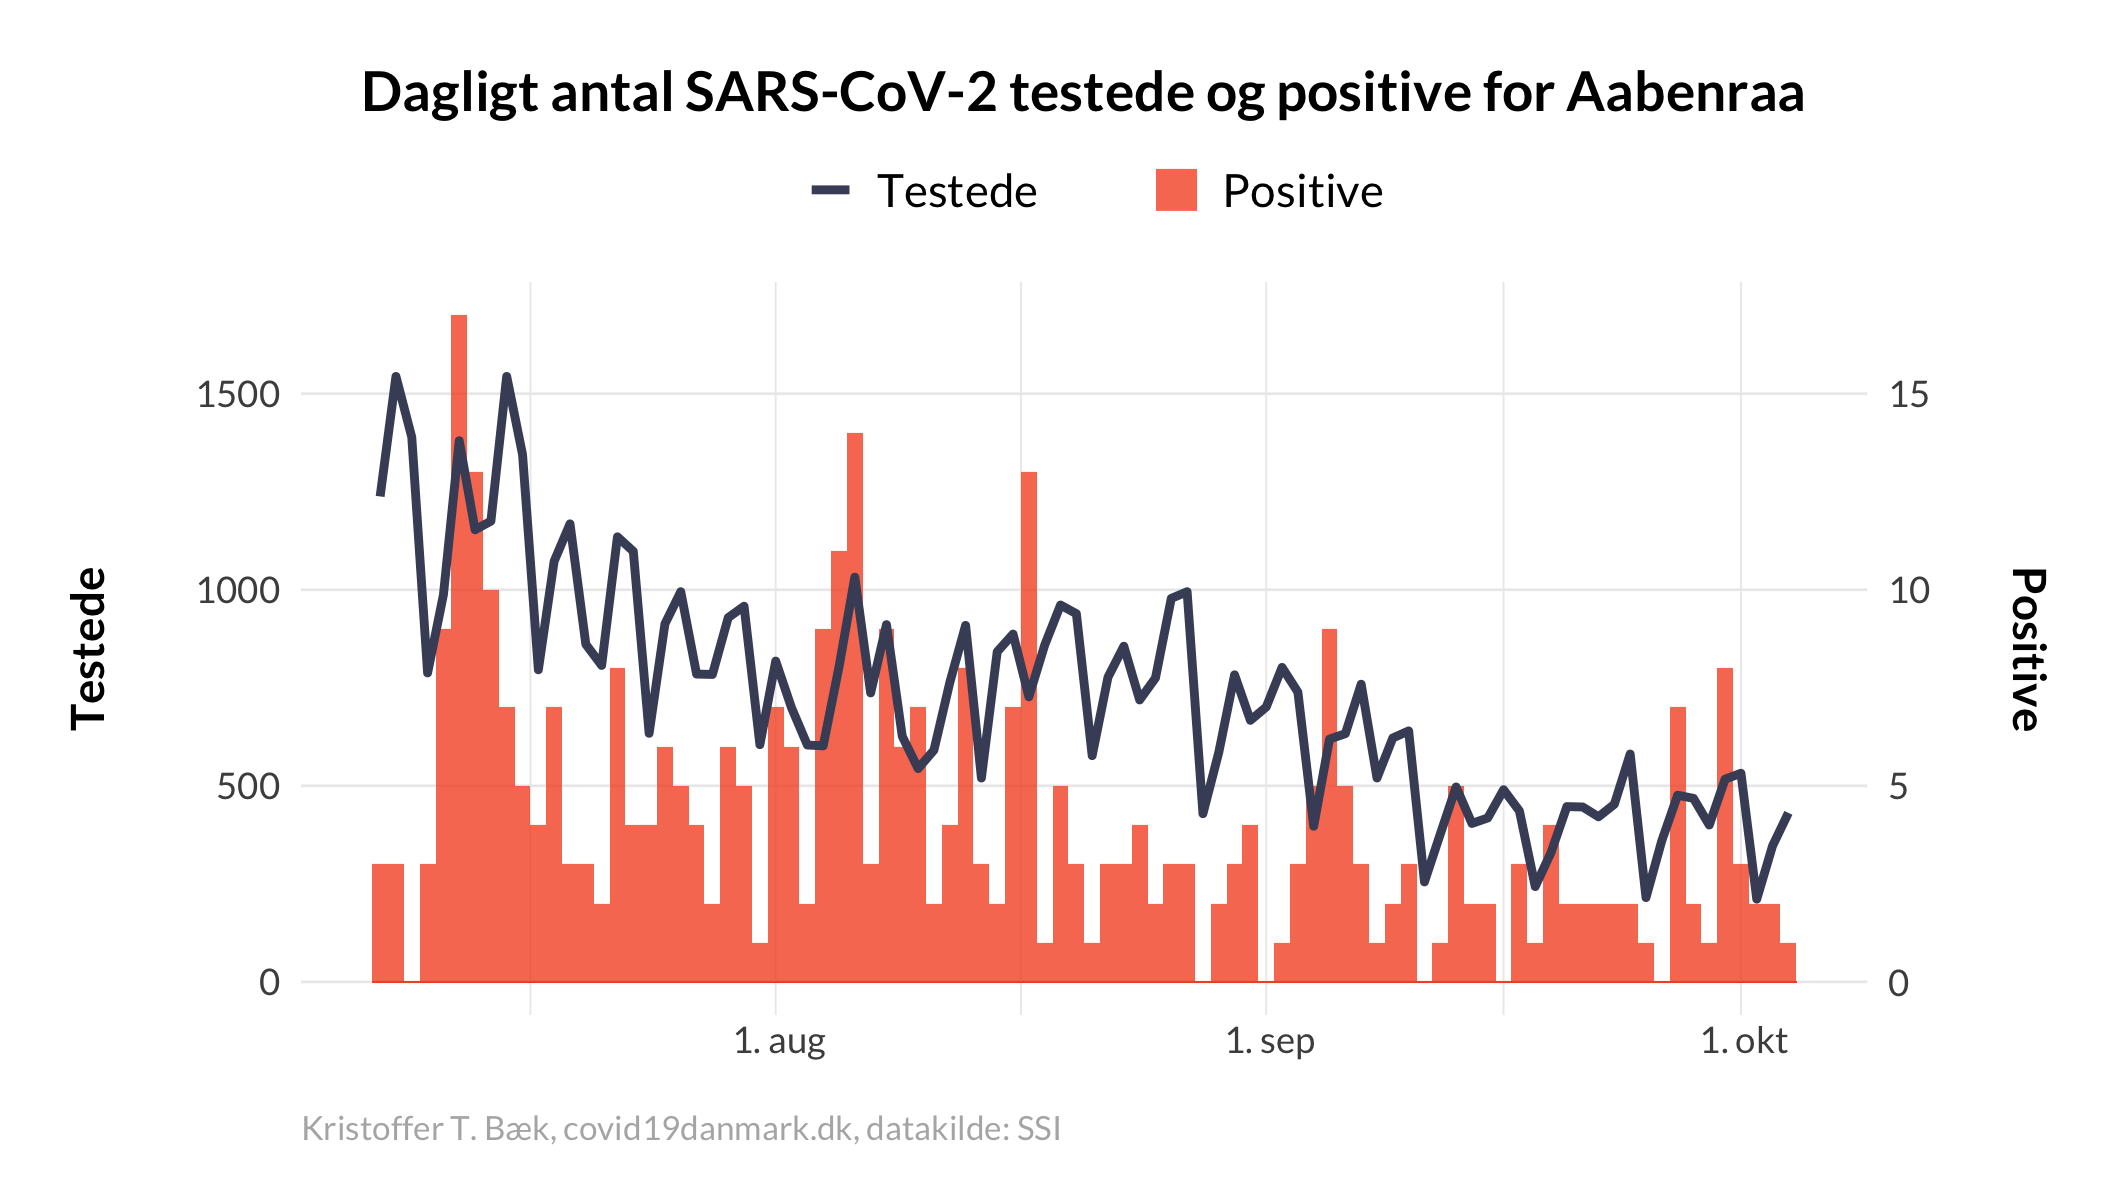 Dagligt antal SARS-CoV-2 testede og positive for Aabenraa
Testede Positive
1500 15
1000 10
Testede Positive
500 5
0 0
1. aug 1. sep 1. okt
Kristoffer T. Bæk, covid19danmark.dk, datakilde: SSI